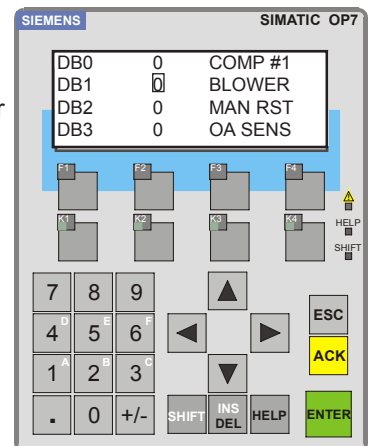 SIEMENS SIMATIC OP7
DB0 0 COMP #1
DB1 0 BLOWER
DB2 0 MAN RST
DB3 0 OA SENS
F1 F2 F3 F4
K1 K2 K3 K4
HELP
SHIFT
7 8 9
4 D 5 E 6 F
ESC
1 A 2 B 3 C
ACK
. 0 +/- SHIFT INS DEL HELP ENTER
r